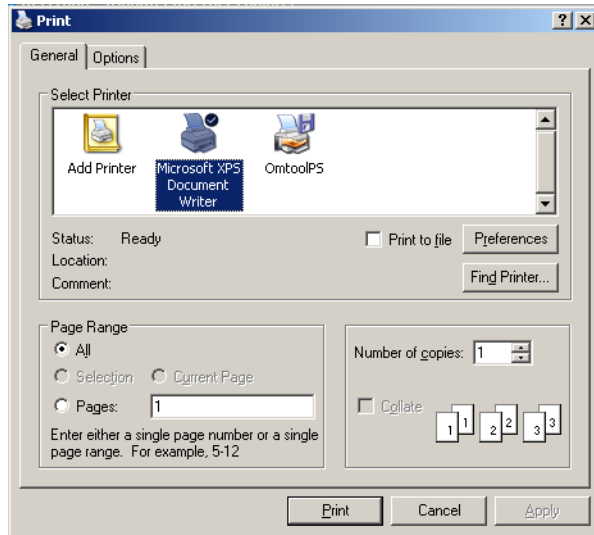 Print
General
Options
Select Printer
Add Printer
Microsoft XPS
Document
Writer
OmtoolPS
Status: Ready
Print to file
Preferences
Location:
Find Printer...
Comment:
Page Range
All
Number of copies: 1
Selection
Current Page
Pages: 1
Collate
1 1 2 2 3 3
Enter either a single page number or a single
page range. For example, 5-12
Print
Cancel
Apply